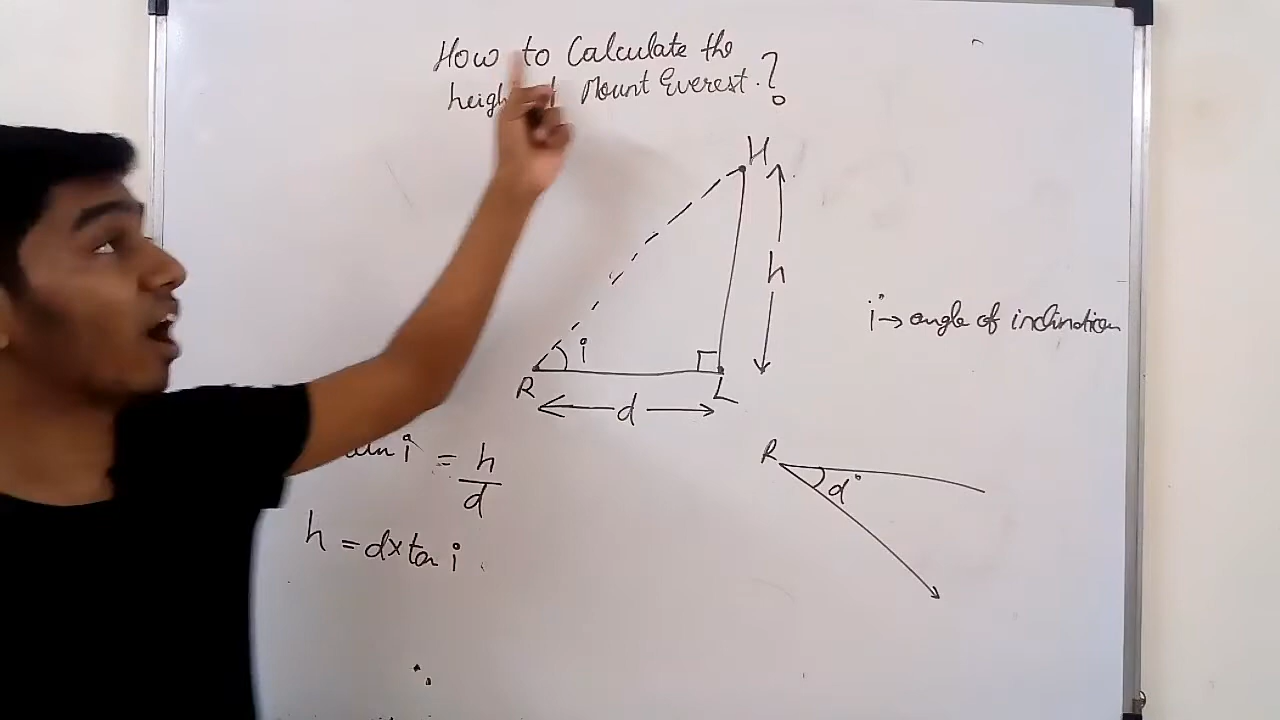 How to Calculate the
Mount Everest ?
H
h
i → angle of inclination
i
R
L
d
i = h
d
h = d x tan i
R
d°